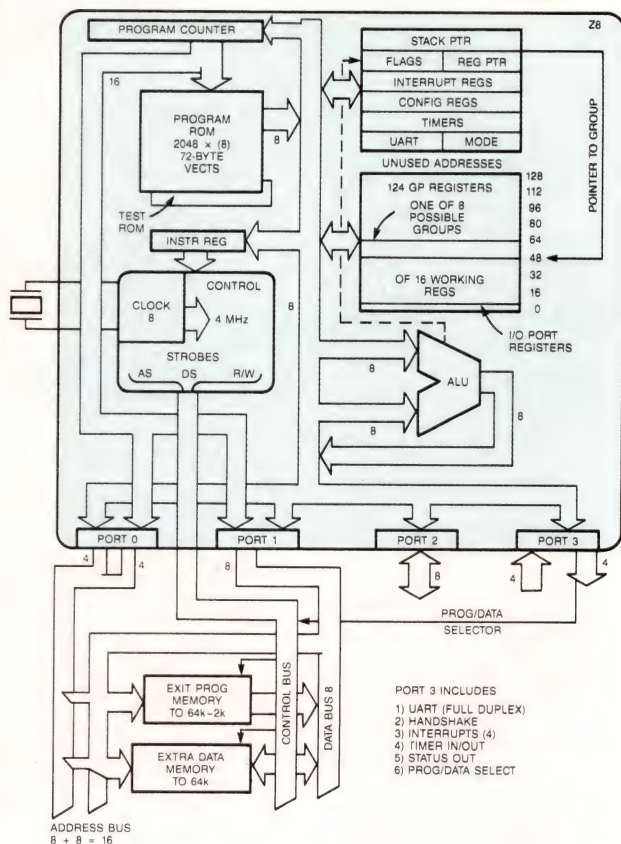 Z8
PROGRAM COUNTER
16
PROGRAM
ROM
2048 × (8)
72-BYTE
VECTS
8
TEST
ROM
INSTR REG
CONTROL
CLOCK
8
4 MHz
STROBES
AS DS R/W
8
STACK PTR
FLAGS REG PTR
INTERRUPT REGS
CONFIG REGS
TIMERS
UART MODE
UNUSED ADDRESSES
124 GP REGISTERS
ONE OF 8
POSSIBLE
GROUPS
OF 16 WORKING
REGS
128
112
96
80
64
48
32
16
0
POINTER TO GROUP
I/O PORT
REGISTERS
8
ALU
8
8
PORT 0
PORT 1
PORT 2
PORT 3
4
4
8
8
4
4
PROG/DATA
SELECTOR
EXIT PROG
MEMORY
TO 64k-2k
EXTRA DATA
MEMORY
TO 64k
CONTROL BUS
DATA BUS 8
ADDRESS BUS
8 + 8 = 16
PORT 3 INCLUDES
1) UART (FULL DUPLEX)
2) HANDSHAKE
3) INTERRUPTS (4)
4) TIMER IN/OUT
5) STATUS OUT
6) PROG/DATA SELECT